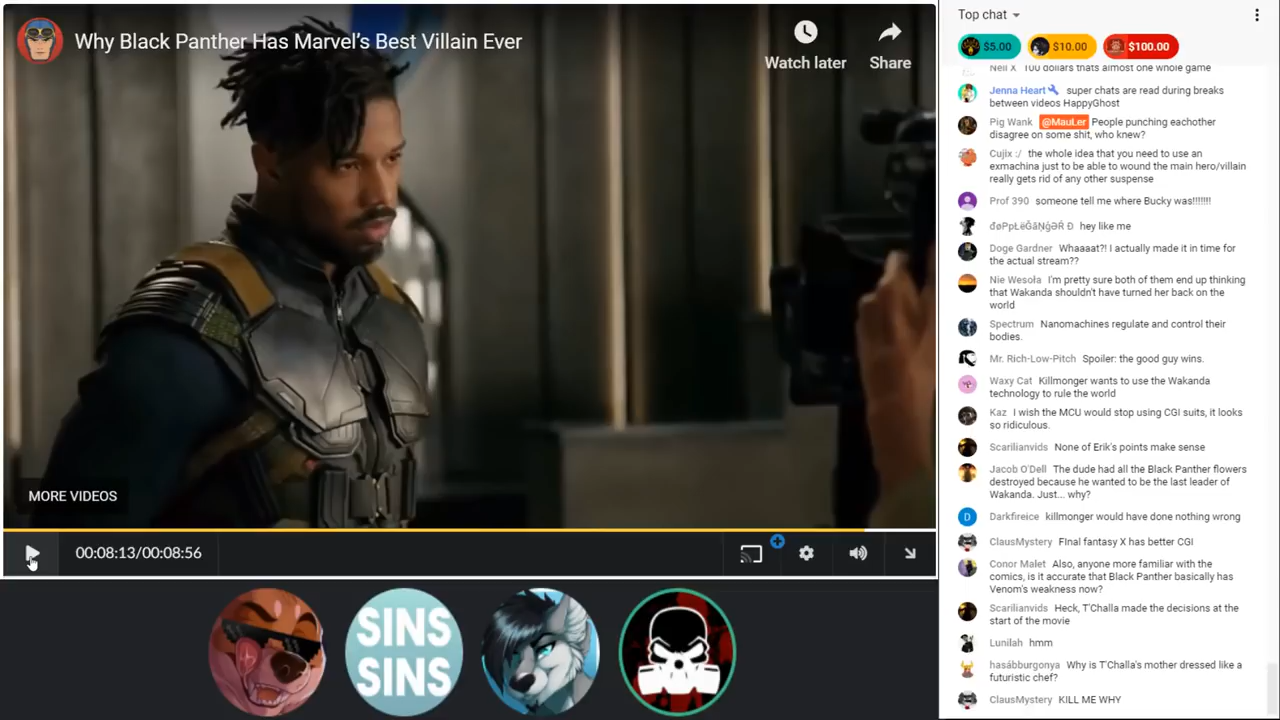 Why Black Panther Has Marvel's Best Villain Ever
Watch later
Share
MORE VIDEOS
00:08:13/00:08:56
SINS
SINS
Top chat
$5.00
$10.00
$100.00
Neil X 100 dollars thats almost one whole game
Jenna Heart super chats are read during breaks
between videos HappyGhost
Pig Wank @MauLer People punching eachother
disagree on some shit, who knew?
Cujix :/ the whole idea that you need to use an
exmachina just to be able to wound the main hero/villain
really gets rid of any other suspense
Prof 390 someone tell me where Bucky was!!!!!!!
hey like me
Doge Gardner Whaaaat?! I actually made it in time for
the actual stream??
Nie Wesoła I'm pretty sure both of them end up thinking
that Wakanda shouldn't have turned her back on the
world
Spectrum Nanomachines regulate and control their
bodies.
Mr. Rich-Low-Pitch Spoiler: the good guy wins.
Waxy Cat Killmonger wants to use the Wakanda
technology to rule the world
Kaz I wish the MCU would stop using CGI suits, it looks
so ridiculous.
Scarilianvids None of Erik's points make sense
Jacob O'Dell The dude had all the Black Panther flowers
destroyed because he wanted to be the last leader of
Wakanda. Just... why?
D
Darkfireice killmonger would have done nothing wrong
ClausMystery FInal fantasy X has better CGI
Conor Malet Also, anyone more familiar with the
comics, is it accurate that Black Panther basically has
Venom's weakness now?
Scarilianvids Heck, T'Challa made the decisions at the
start of the movie
Lunilah hmm
hasábburgonya Why is T'Challa's mother dressed like a
futuristic chef?
ClausMystery KILL ME WHY